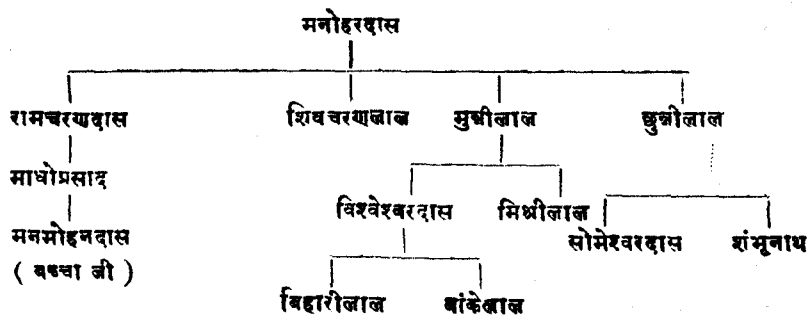 मनोहरदास
रामचरणदास शिवचरणलाल मुन्नीलाल छुन्नीलाल
माधोप्रसाद
विश्वेश्वरदास मिश्रीलाल
मनमोहनदास सोमेश्वरदास शंभूनाथ
( बच्चा जी )
बिहारीलाल बांकेलाल